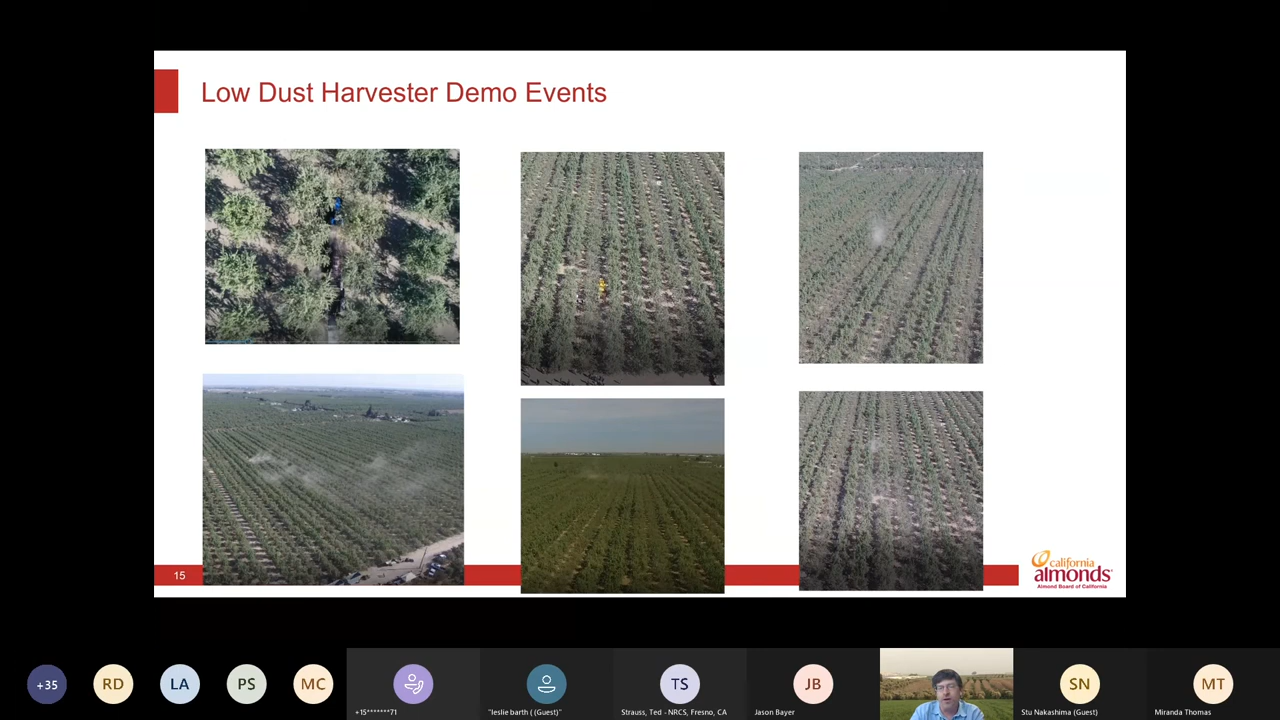 Low Dust Harvester Demo Events
15
california
almonds
Almond Board of California
+35
RD
LA
PS
MC
TS
JB
SN
MT
+15*******71
"leslie barth ( (Guest)"
Strauss, Ted - NRCS, Fresno, CA
Jason Bayer
Stu Nakashima (Guest)
Miranda Thomas